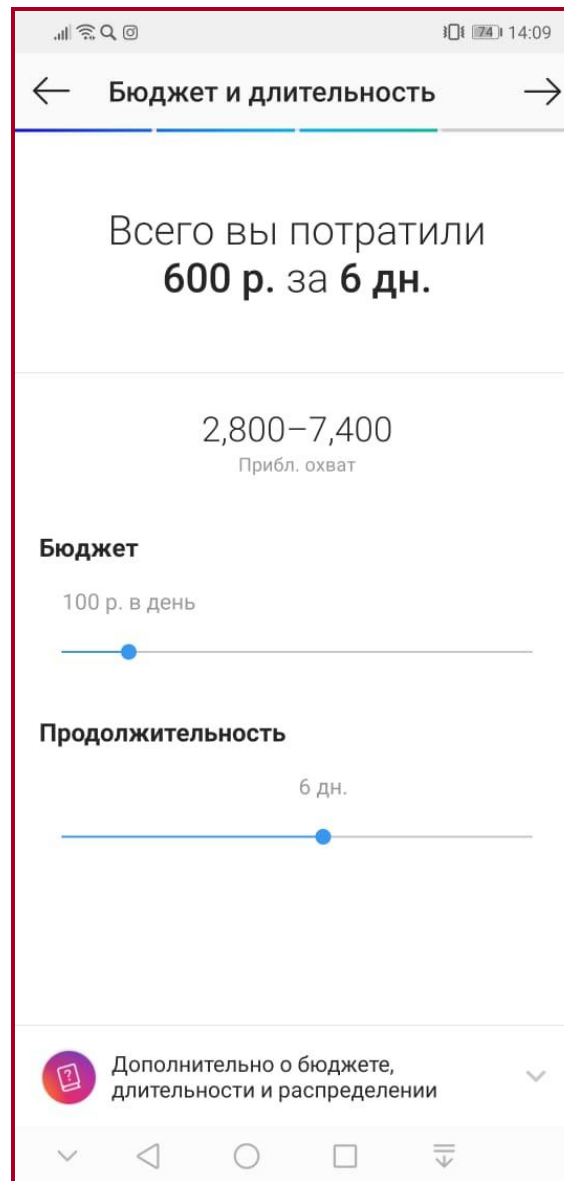 74 14:09
Бюджет и длительность
Всего вы потратили
600 р. за 6 дн.
2,800–7,400
Прибл. охват
Бюджет
100 р. в день
Продолжительность
6 дн.
Дополнительно о бюджете,
длительности и распределении